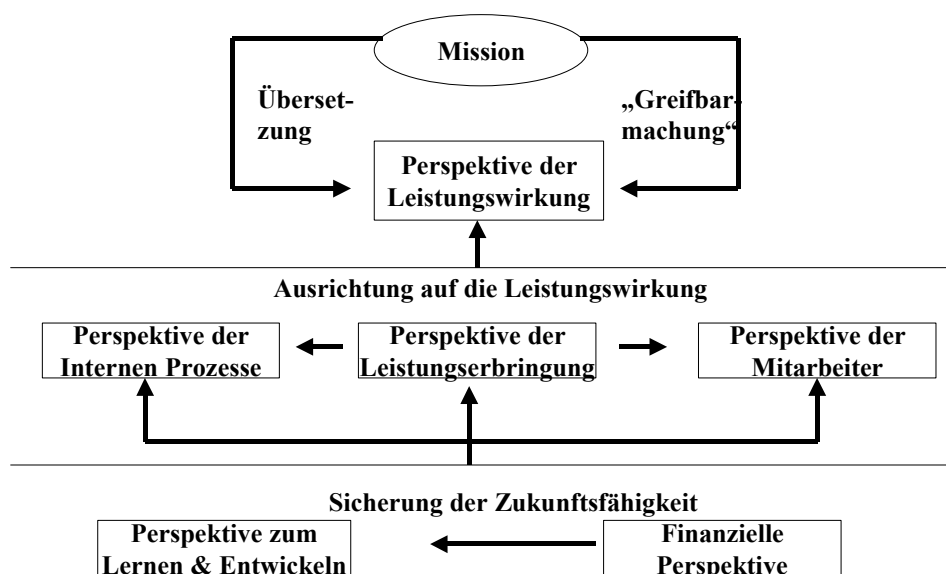 Mission
Überset-
zung
„Greifbar-
machung“
Perspektive der
Leistungswirkung
Ausrichtung auf die Leistungswirkung
Perspektive der
Internen Prozesse
Perspektive der
Leistungserbringung
Perspektive der
Mitarbeiter
Sicherung der Zukunftsfähigkeit
Perspektive zum
Lernen & Entwickeln
Finanzielle
Perspektive